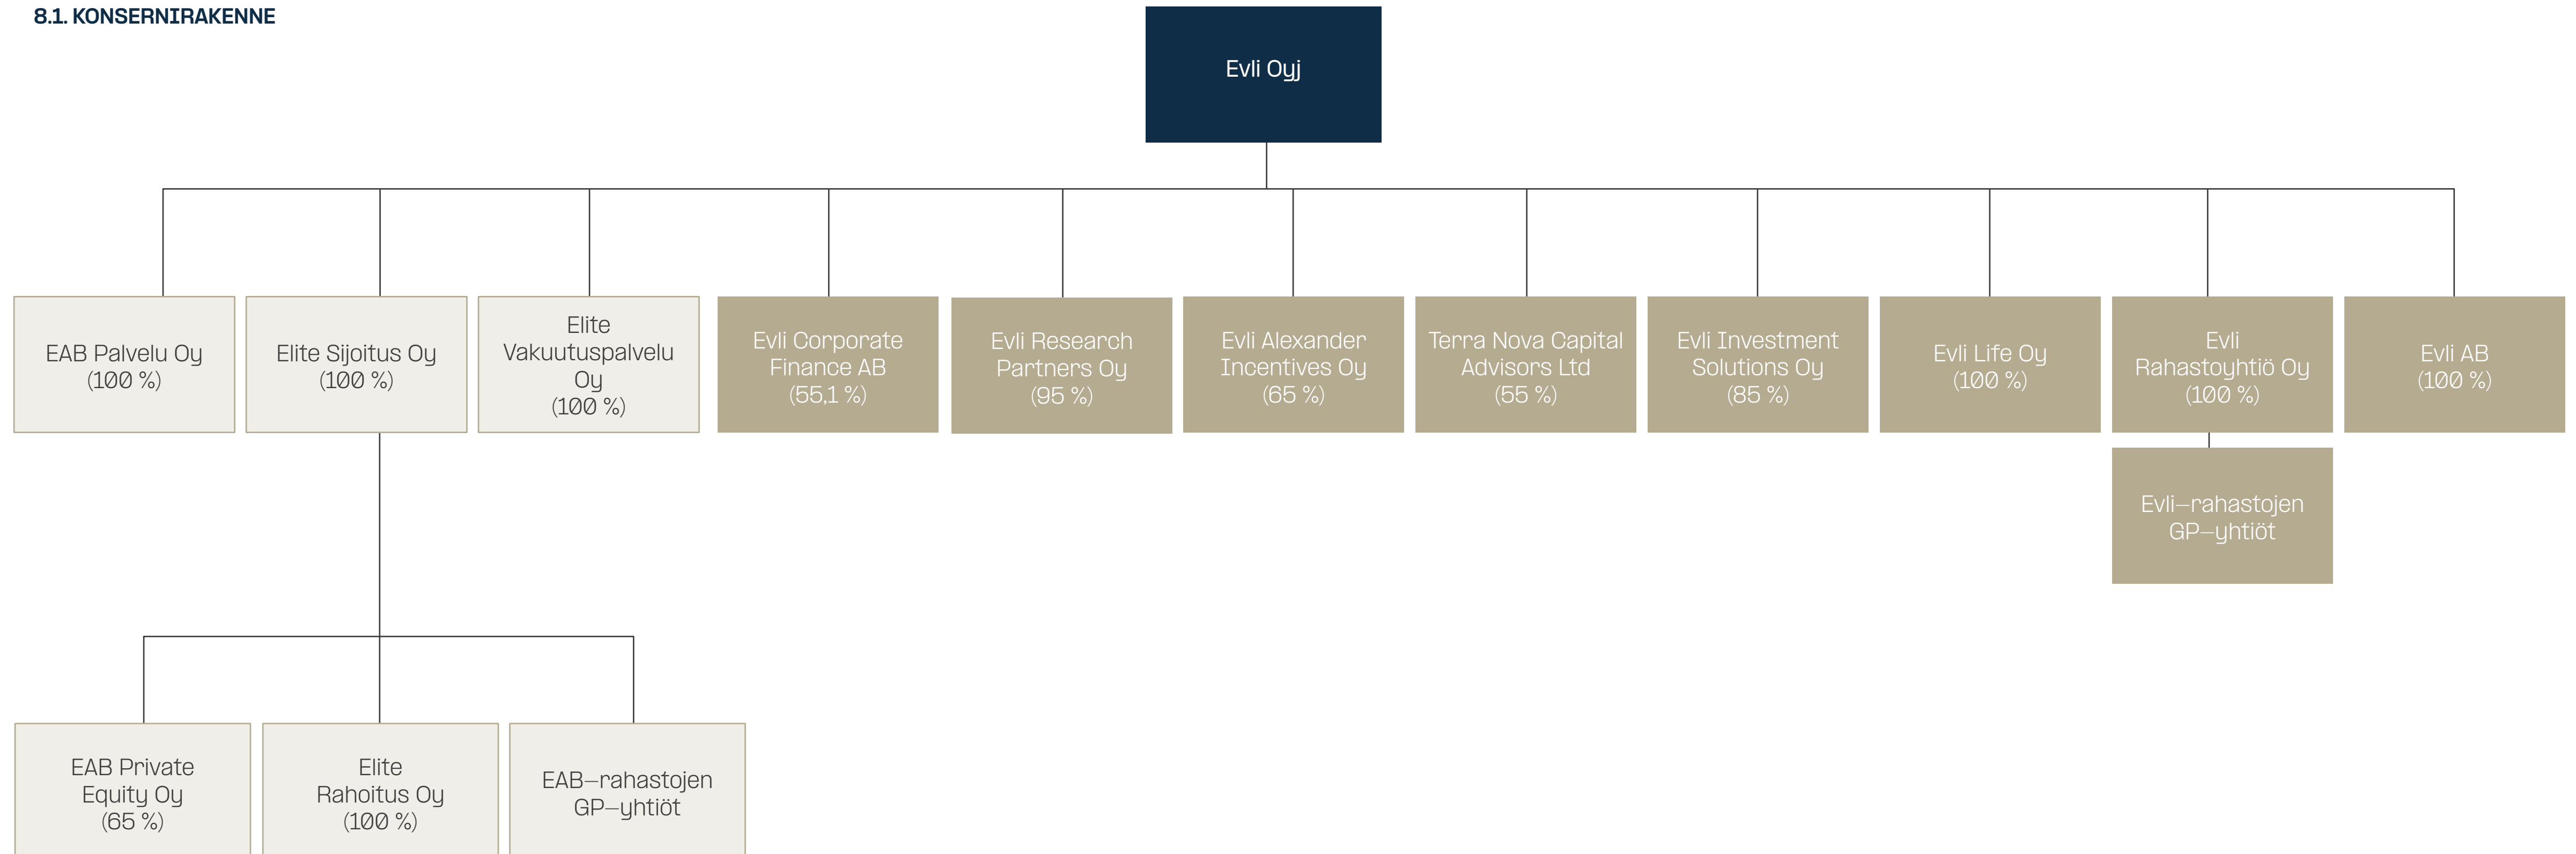 8.1. KONSERNIRAKENNE
Evli Oyj
EAB Palvelu Oy
(100 %)
Elite Sijoitus Oy
(100 %)
Elite
Vakuutuspalvelu
Oy
(100 %)
Evli Corporate
Finance AB
(55,1 %)
Evli Research
Partners Oy
(95 %)
Evli Alexander
Incentives Oy
(65 %)
Terra Nova Capital
Advisors Ltd
(55 %)
Evli Investment
Solutions Oy
(85 %)
Evli Life Oy
(100 %)
Evli
Rahastoyhtiö Oy
(100 %)
Evli AB
(100 %)
Evli–rahastojen
GP–yhtiöt
EAB Private
Equity Oy
(65 %)
Elite
Rahoitus Oy
(100 %)
EAB–rahastojen
GP–yhtiöt